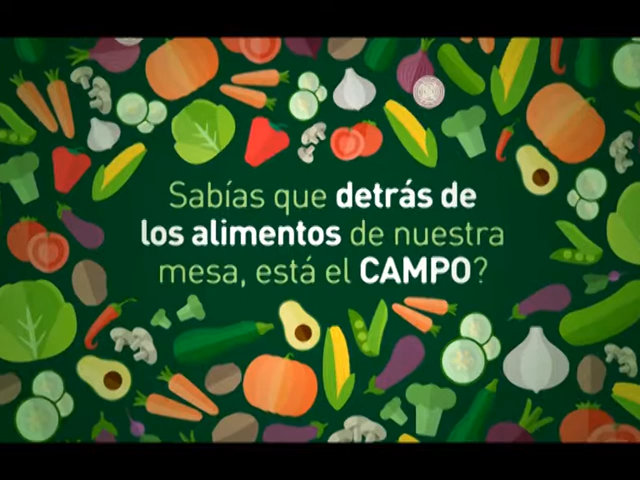 Sabías que detrás de
los alimentos de nuestra
mesa, está el CAMPO?